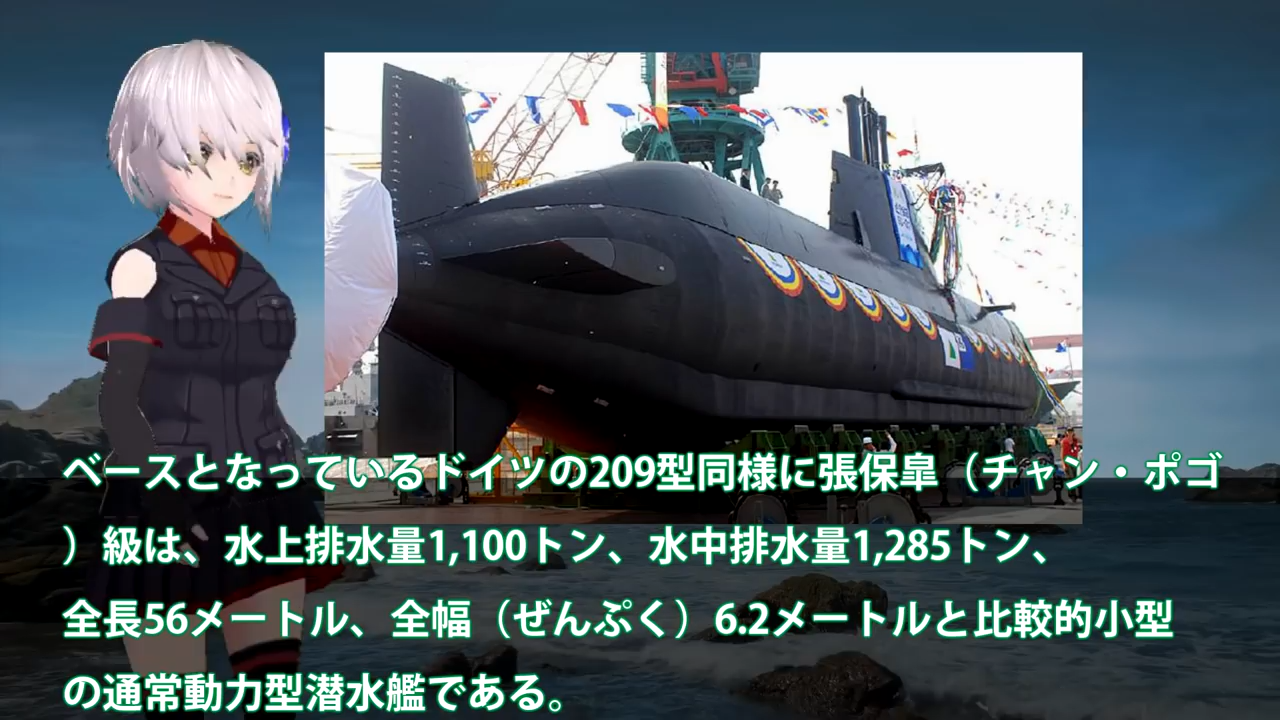 ベースとなっているドイツの209型同様に張保皐（チャン・ポゴ
）級は、水上排水量1,100トン、水中排水量1,285トン、
全長56メートル、全幅（ぜんぷく）6.2メートルと比較的小型
の通常動力型潜水艦である。